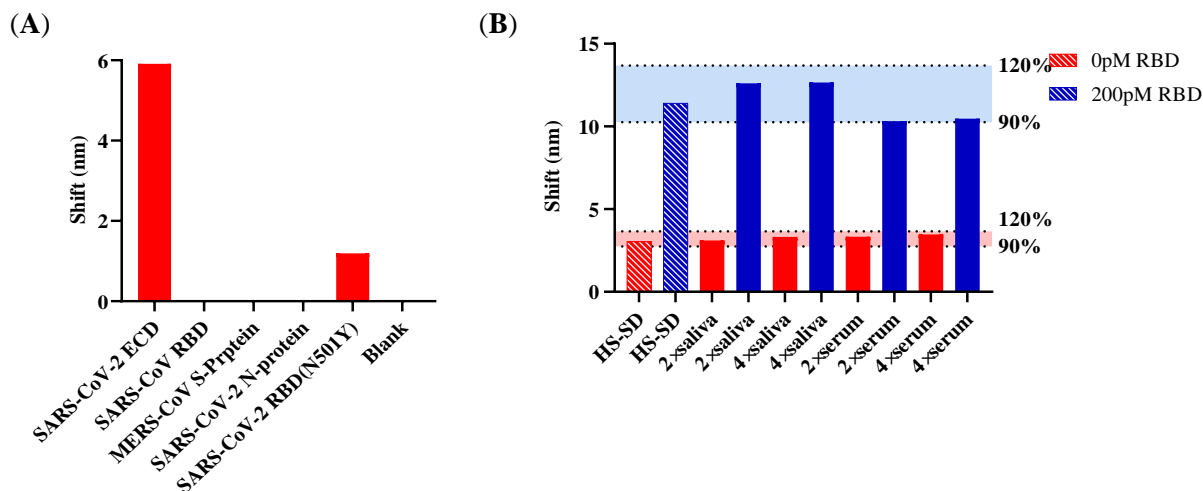 (A)
Shift (nm)
6
4
2
0
SARS-CoV-2 ECD
SARS-CoV RBD
MERS-CoV S-Prptein
SARS-CoV-2 N-protein
SARS-CoV-2 RBD(N501Y)
Blank
(B)
Shift (nm)
15
10
5
0
120%
90%
120%
90%
0pM RBD
200pM RBD
HS-SD
HS-SD
2×saliva
2×saliva
4×saliva
4×saliva
2×serum
2×serum
4×serum
4×serum